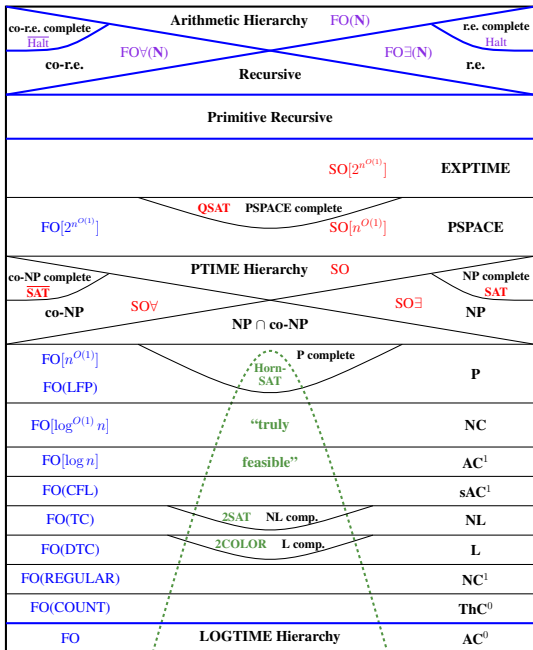 Arithmetic Hierarchy FO(N)
co-r.e. complete
r.e. complete
Halt
Halt
FO∀(N)
FO∃(N)
co-r.e.
r.e.
Recursive
Primitive Recursive
SO[2^{n^{O(1)}}]
EXPTIME
QSAT PSPACE complete
FO[2^{n^{O(1)}}]
SO[n^{O(1)}]
PSPACE
PTIME Hierarchy SO
co-NP complete
NP complete
SAT
SAT
co-NP
SO∀
SO∃
NP
NP ∩ co-NP
FO[n^{O(1)}]
P complete
Horn-
SAT
P
FO(LFP)
FO[log^{O(1)} n]
“truly
NC
FO[log n]
feasible”
AC^1
FO(CFL)
sAC^1
FO(TC)
2SAT NL comp.
NL
FO(DTC)
2COLOR L comp.
L
FO(REGULAR)
NC^1
FO(COUNT)
ThC^0
FO
LOGTIME Hierarchy
AC^0